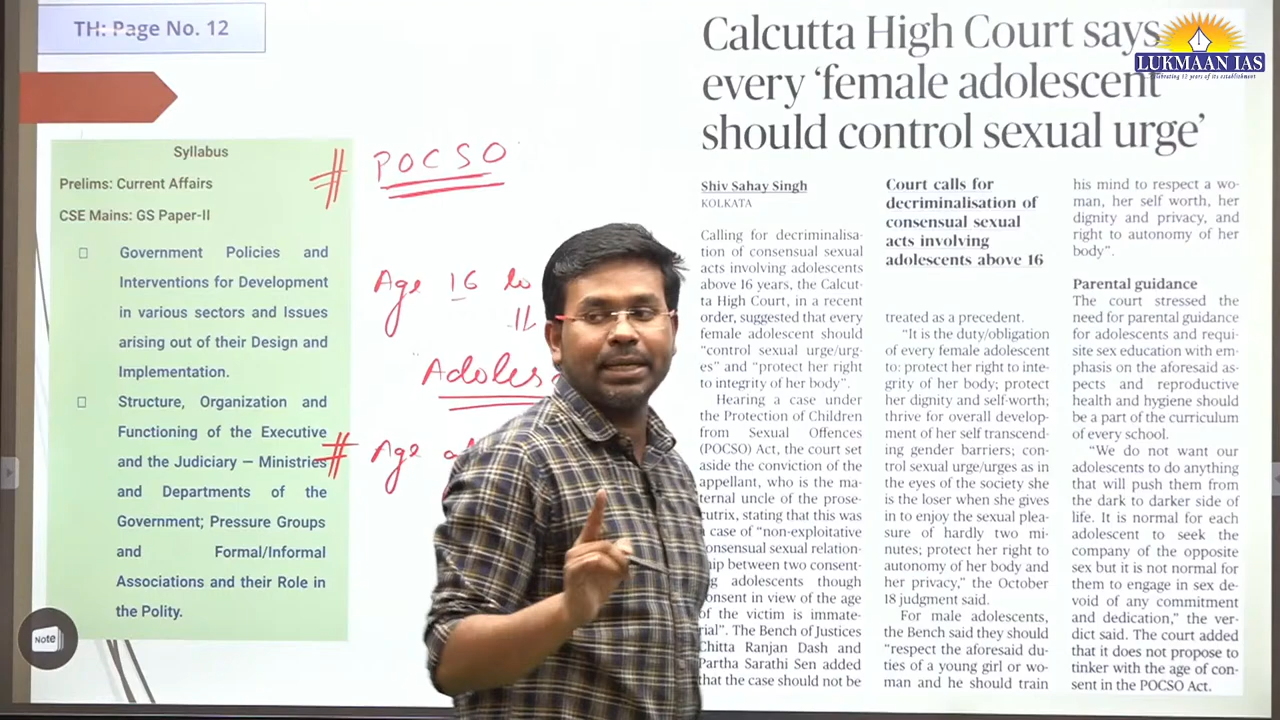 TH: Page No. 12
Syllabus
Prelims: Current Affairs
CSE Mains: GS Paper-II
Government Policies and
Interventions for Development
in various sectors and Issues
arising out of their Design and
Implementation.
Structure, Organization and
Functioning of the Executive
and the Judiciary – Ministries
and Departments of the
Government; Pressure Groups
and Formal/Informal
Associations and their Role in
the Polity.
Note
# POCSO
Age 16 to
Adoles
# Age
Calcutta High Court says
every ‘female adolescent
should control sexual urge’
LUKMAAN IAS
Celebrating 15 years of its establishment
Shiv Sahay Singh
KOLKATA
Calling for decriminalisa-
tion of consensual sexual
acts involving adolescents
above 16 years, the Calcut-
ta High Court, in a recent
order, suggested that every
female adolescent should
“control sexual urge/urg-
es” and “protect her right
to integrity of her body”.
Hearing a case under
the Protection of Children
from Sexual Offences
(POCSO) Act, the court set
aside the conviction of the
appellant, who is the ma-
ternal uncle of the prose-
cutrix, stating that this was
a case of “non-exploitative
consensual sexual relation-
hip between two consent-
ng adolescents though
onsent in view of the age
of the victim is immate-
rial”. The Bench of Justices
Chitta Ranjan Dash and
Partha Sarathi Sen added
that the case should not be
Court calls for
decriminalisation of
consensual sexual
acts involving
adolescents above 16
treated as a precedent.
“It is the duty/obligation
of every female adolescent
to: protect her right to inte-
grity of her body; protect
her dignity and self-worth;
thrive for overall develop-
ment of her self transcend-
ing gender barriers; con-
trol sexual urge/urges as in
the eyes of the society she
is the loser when she gives
in to enjoy the sexual plea-
sure of hardly two mi-
nutes; protect her right to
autonomy of her body and
her privacy,” the October
18 judgment said.
For male adolescents,
the Bench said they should
“respect the aforesaid du-
ties of a young girl or wo-
man and he should train
his mind to respect a wo-
man, her self worth, her
dignity and privacy, and
right to autonomy of her
body”.
Parental guidance
The court stressed the
need for parental guidance
for adolescents and requi-
site sex education with em-
phasis on the aforesaid as-
pects and reproductive
health and hygiene should
be a part of the curriculum
of every school.
“We do not want our
adolescents to do anything
that will push them from
the dark to darker side of
life. It is normal for each
adolescent to seek the
company of the opposite
sex but it is not normal for
them to engage in sex de-
void of any commitment
and dedication,” the ver-
dict said. The court added
that it does not propose to
tinker with the age of con-
sent in the POCSO Act.